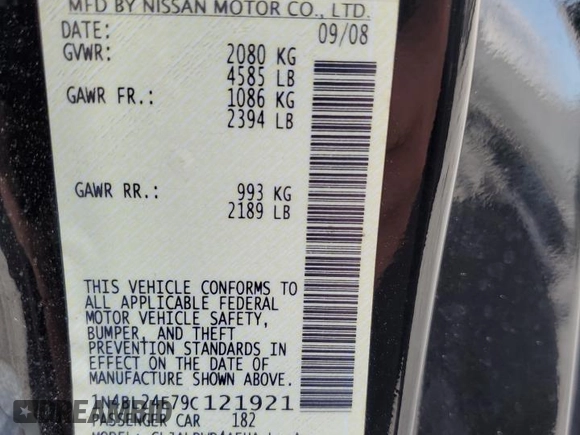 MFD BY NISSAN MOTOR CO., LTD.
DATE: 09/08
GVWR: 2080 KG
4585 LB
GAWR FR.: 1086 KG
2394 LB
GAWR RR.: 993 KG
2189 LB
THIS VEHICLE CONFORMS TO
ALL APPLICABLE FEDERAL
MOTOR VEHICLE SAFETY,
BUMPER, AND THEFT
PREVENTION STANDARDS IN
EFFECT ON THE DATE OF
MANUFACTURE SHOWN ABOVE.
1N4BL24E79C121921
PASSENGER CAR 182
DREAMBID